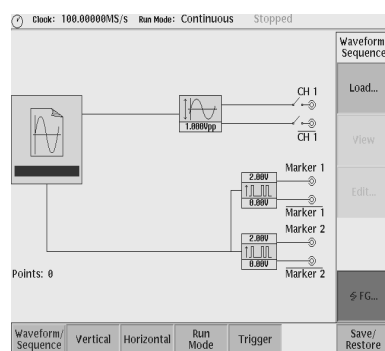 Clock: 100.00000MS/s Run Mode: Continuous Stopped
Waveform/
Sequence
Load...
View
Edit...
FG...
Save/
Restore
CH 1
1.000Vpp
CH 1
Marker 1
2.00V
0.00V
Marker 1
Marker 2
2.00V
0.00V
Marker 2
Points: 0
Waveform/
Sequence
Vertical
Horizontal
Run
Mode
Trigger